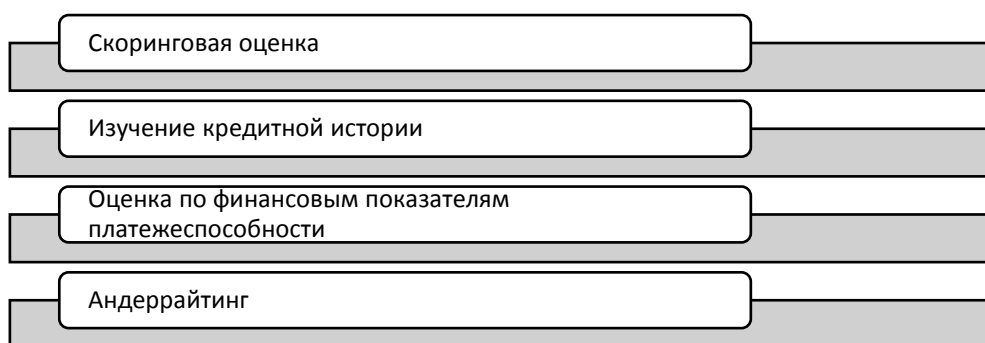 Скоринговая оценка
Изучение кредитной истории
Оценка по финансовым показателям
платежеспособности
Андеррайтинг